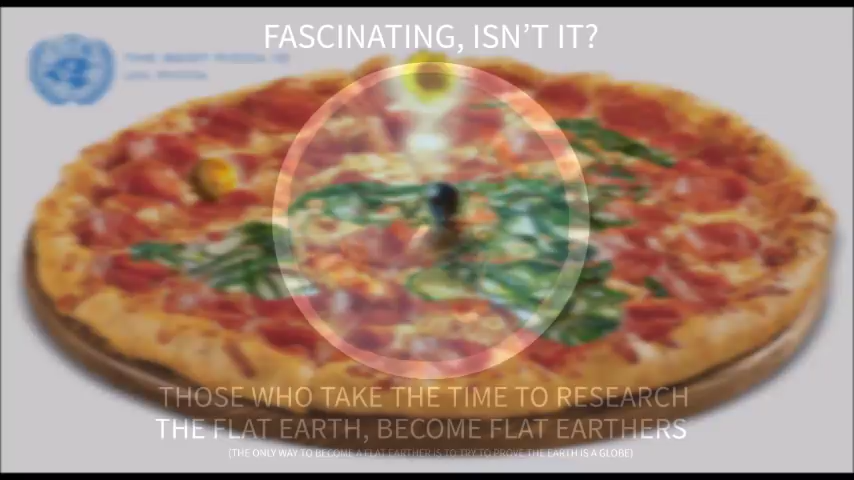 FASCINATING, ISN'T IT?
THOSE WHO TAKE THE TIME TO RESEARCH
THE FLAT EARTH, BECOME FLAT EARTHERS
(THE ONLY WAY TO BECOME A FLAT EARTHER IS TO TRY TO PROVE THE EARTH IS A GLOBE)